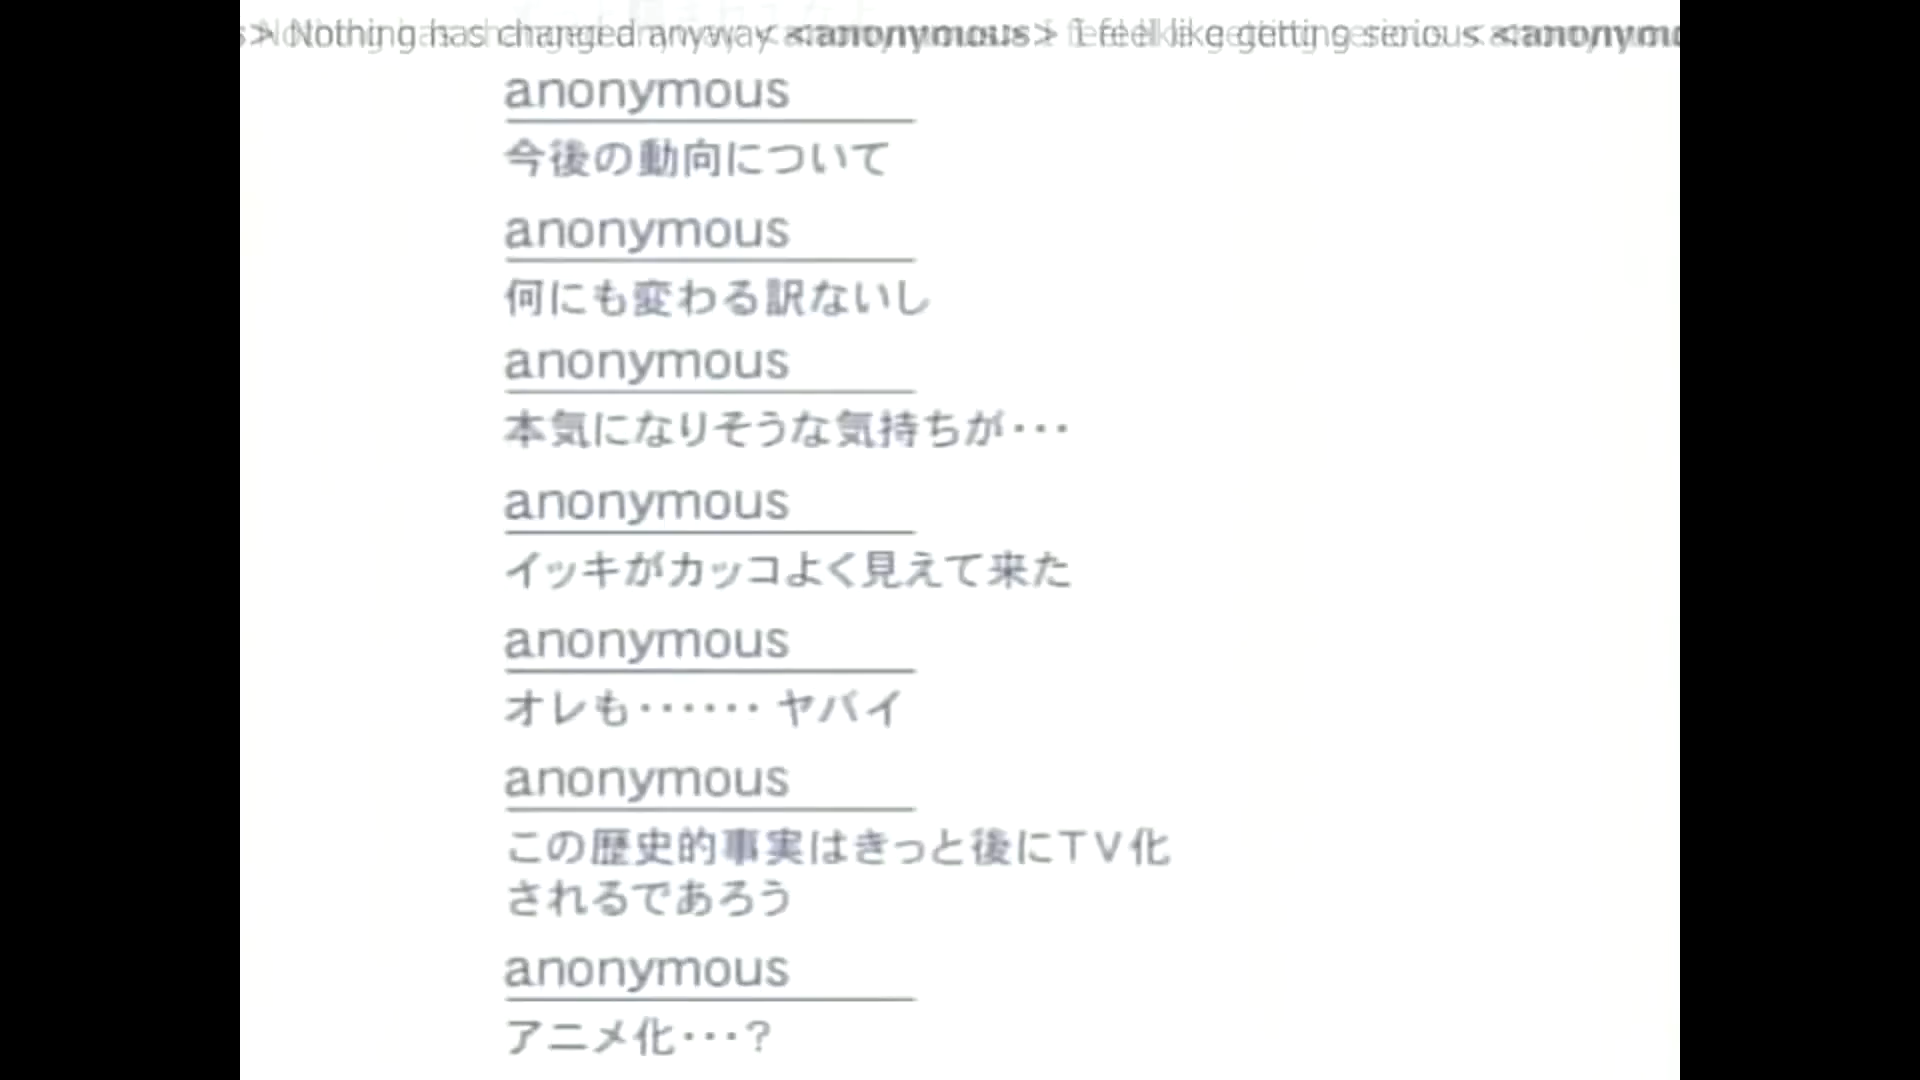 s> Nothing has changed anyway <<anonymous>> I feel like getting serious <<anonymo
anonymous
今後の動向について
anonymous
何にも変わる訳ないし
anonymous
本気になりそうな気持ちが･･･
anonymous
イッキがカッコよく見えて来た
anonymous
オレも･･････ヤバイ
anonymous
この歴史的事実はきっと後にＴＶ化
されるであろう
anonymous
アニメ化･･･？